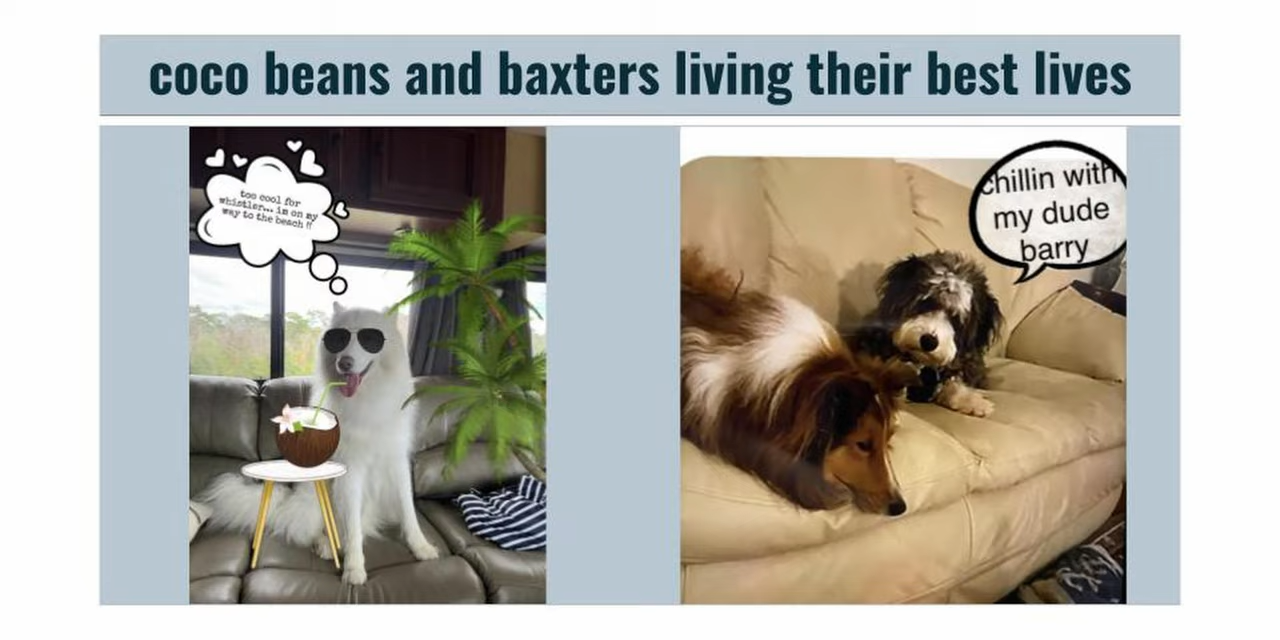 coco beans and baxters living their best lives
too cool for
whistler... im on my
way to the beach !!
chillin with
my dude
barry